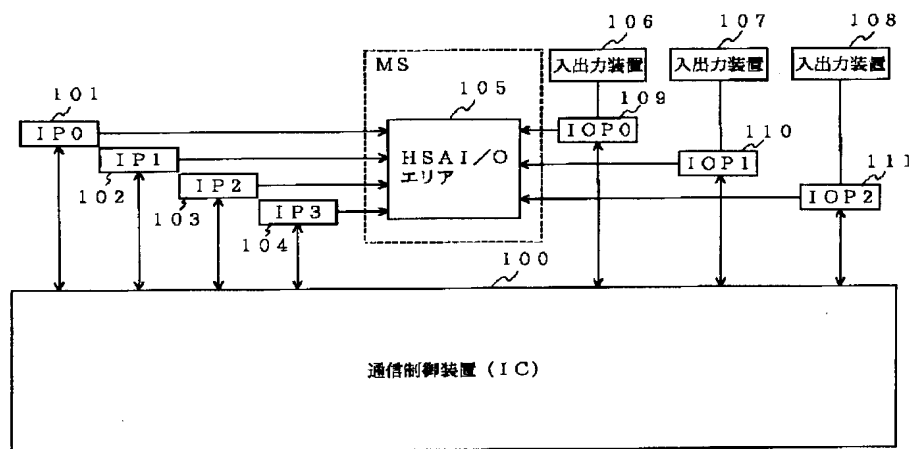 106
107
108
入出力装置
入出力装置
入出力装置
MS
101
105
109
IP0
HSAI／O
エリア
IOP0
110
IP1
IOP1
102
111
IP2
IOP2
103
IP3
104
100
通信制御装置（IC）